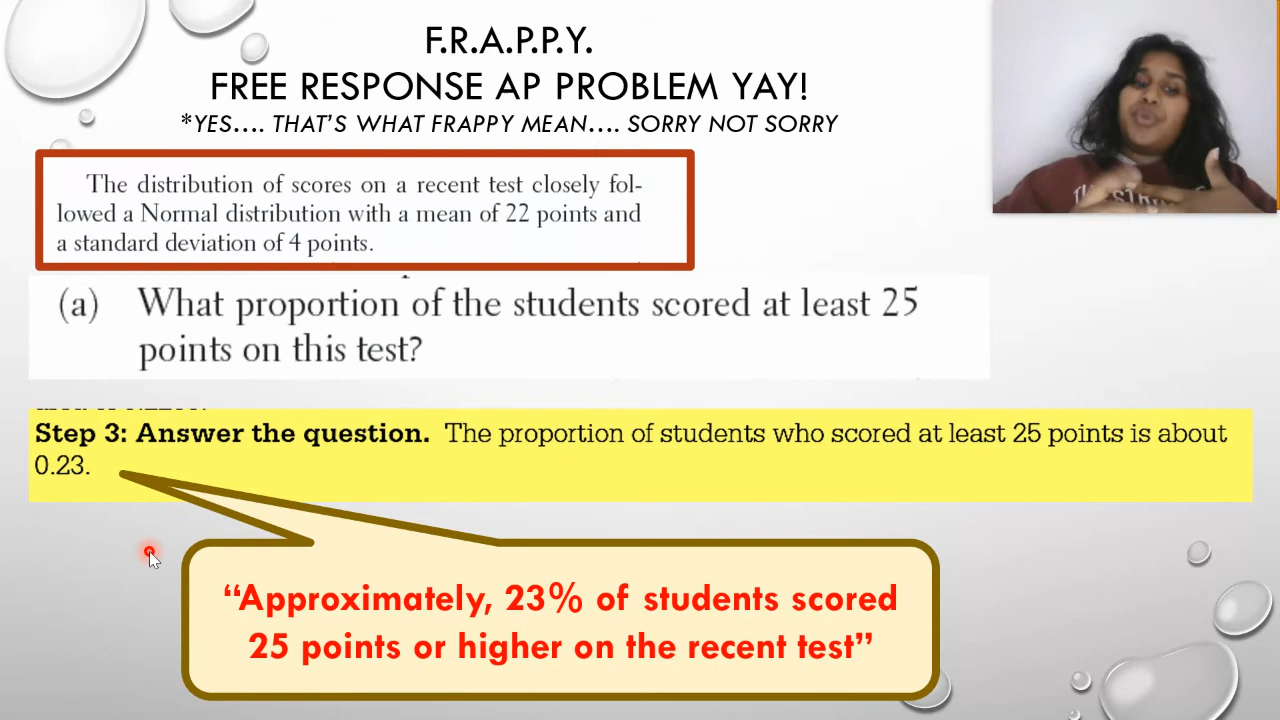 F.R.A.P.P.Y.
FREE RESPONSE AP PROBLEM YAY!
*YES.... THAT'S WHAT FRAPPY MEAN.... SORRY NOT SORRY
The distribution of scores on a recent test closely fol-
lowed a Normal distribution with a mean of 22 points and
a standard deviation of 4 points.
(a) What proportion of the students scored at least 25
points on this test?
Step 3: Answer the question. The proportion of students who scored at least 25 points is about
0.23.
“Approximately, 23% of students scored
25 points or higher on the recent test”